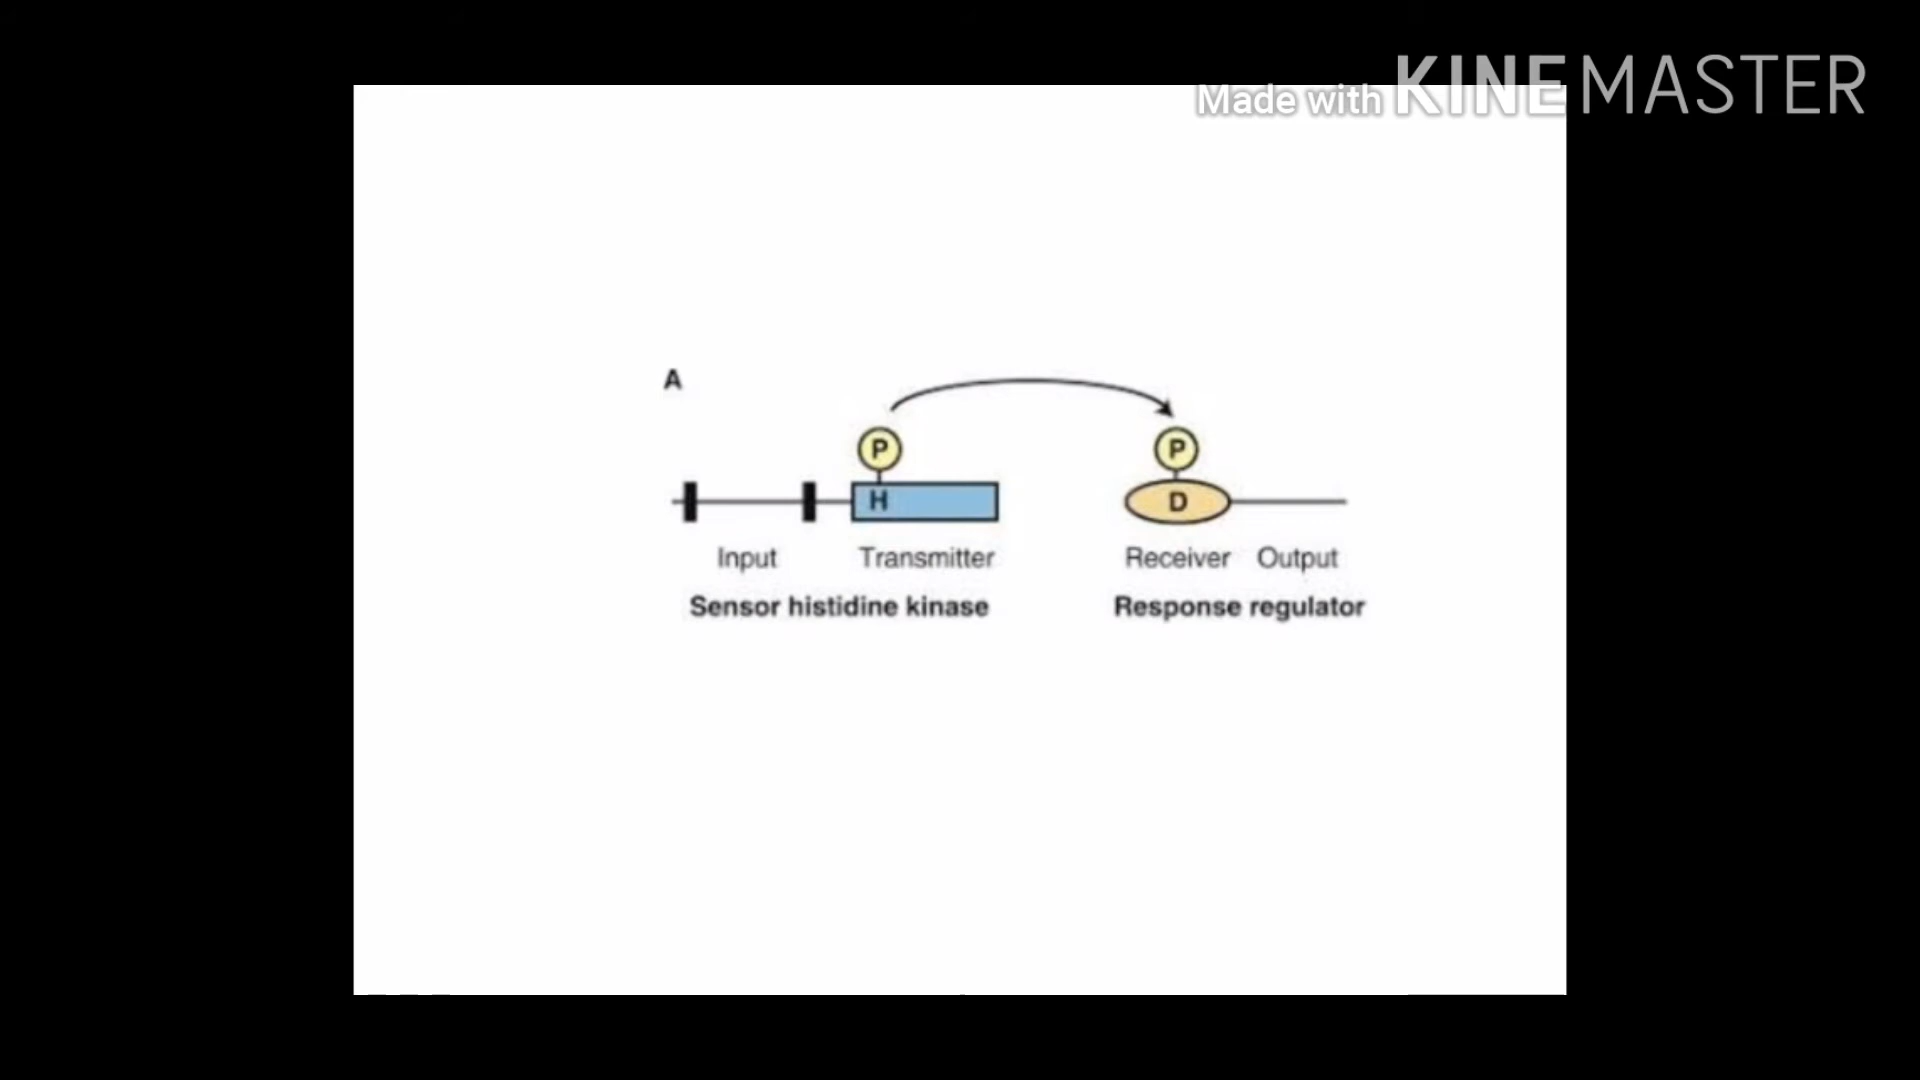 Made with KINEMASTER
A
P
P
H
D
Input Transmitter Receiver Output
Sensor histidine kinase Response regulator